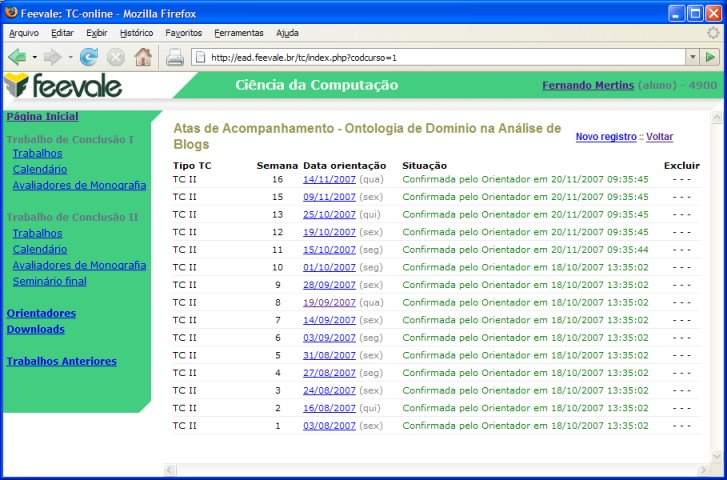 Feevale: TC-online - Mozilla Firefox
Arquivo Editar Exibir Histórico Favoritos Ferramentas Ajuda
http://ead.feevale.br/tc/index.php?codcurso=1
feevale
Ciência da Computação
Fernando Mertins (aluno) - 4900
Página Inicial
Trabalho de Conclusão I
Trabalhos
Calendário
Avaliadores de Monografia
Trabalho de Conclusão II
Trabalhos
Calendário
Avaliadores de Monografia
Seminário final
Orientadores
Downloads
Trabalhos Anteriores
Atas de Acompanhamento - Ontologia de Domínio na Análise de
Blogs
Novo registro :: Voltar
Tipo TC Semana Data orientação Situação Excluir
TC II 16 14/11/2007 (qua) Confirmada pelo Orientador em 20/11/2007 09:35:45 - - -
TC II 15 09/11/2007 (sex) Confirmada pelo Orientador em 20/11/2007 09:35:45 - - -
TC II 13 25/10/2007 (qui) Confirmada pelo Orientador em 20/11/2007 09:35:45 - - -
TC II 12 19/10/2007 (sex) Confirmada pelo Orientador em 20/11/2007 09:35:45 - - -
TC II 11 15/10/2007 (seg) Confirmada pelo Orientador em 20/11/2007 09:35:44 - - -
TC II 10 01/10/2007 (seg) Confirmada pelo Orientador em 18/10/2007 13:35:02 - - -
TC II 9 28/09/2007 (sex) Confirmada pelo Orientador em 18/10/2007 13:35:02 - - -
TC II 8 19/09/2007 (qua) Confirmada pelo Orientador em 18/10/2007 13:35:02 - - -
TC II 7 14/09/2007 (sex) Confirmada pelo Orientador em 18/10/2007 13:35:02 - - -
TC II 6 03/09/2007 (seg) Confirmada pelo Orientador em 18/10/2007 13:35:02 - - -
TC II 5 31/08/2007 (sex) Confirmada pelo Orientador em 18/10/2007 13:35:02 - - -
TC II 4 27/08/2007 (seg) Confirmada pelo Orientador em 18/10/2007 13:35:02 - - -
TC II 3 24/08/2007 (sex) Confirmada pelo Orientador em 18/10/2007 13:35:02 - - -
TC II 2 16/08/2007 (qui) Confirmada pelo Orientador em 18/10/2007 13:35:02 - - -
TC II 1 03/08/2007 (sex) Confirmada pelo Orientador em 18/10/2007 13:35:02 - - -